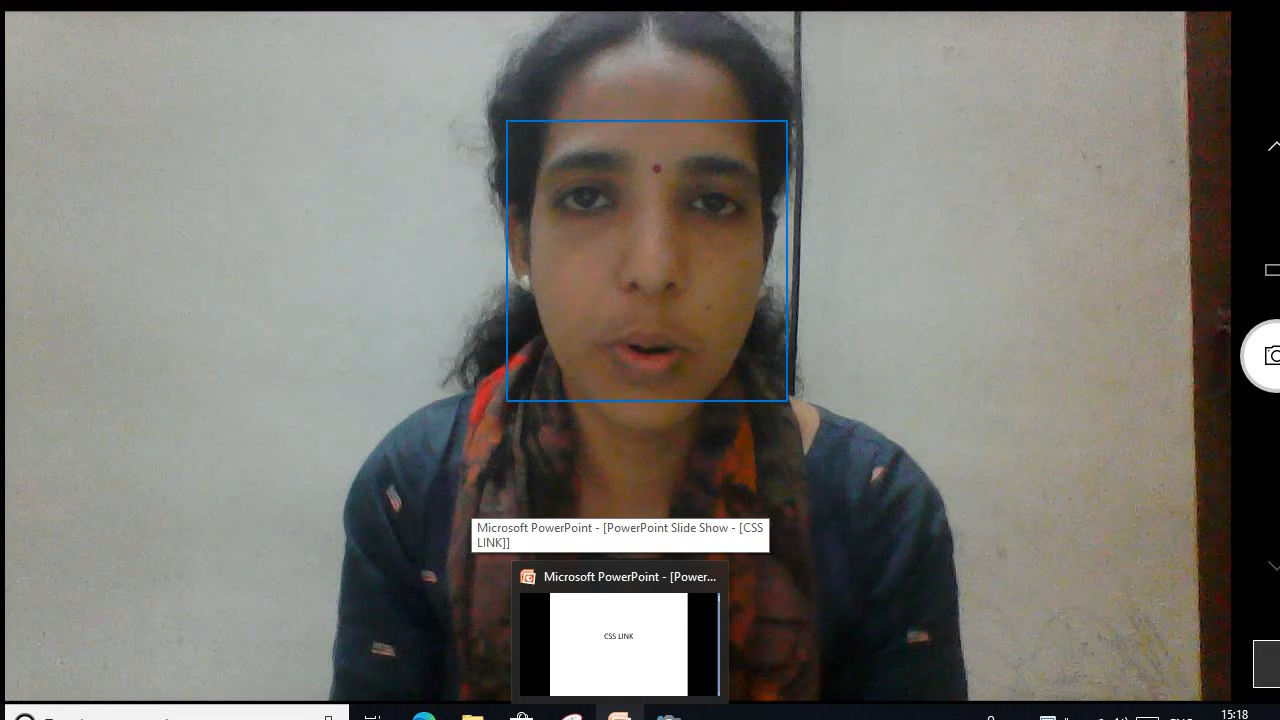 Microsoft PowerPoint - [PowerPoint Slide Show - [CSS
LINK]]
Microsoft PowerPoint - [Power...
CSS LINK
15:18